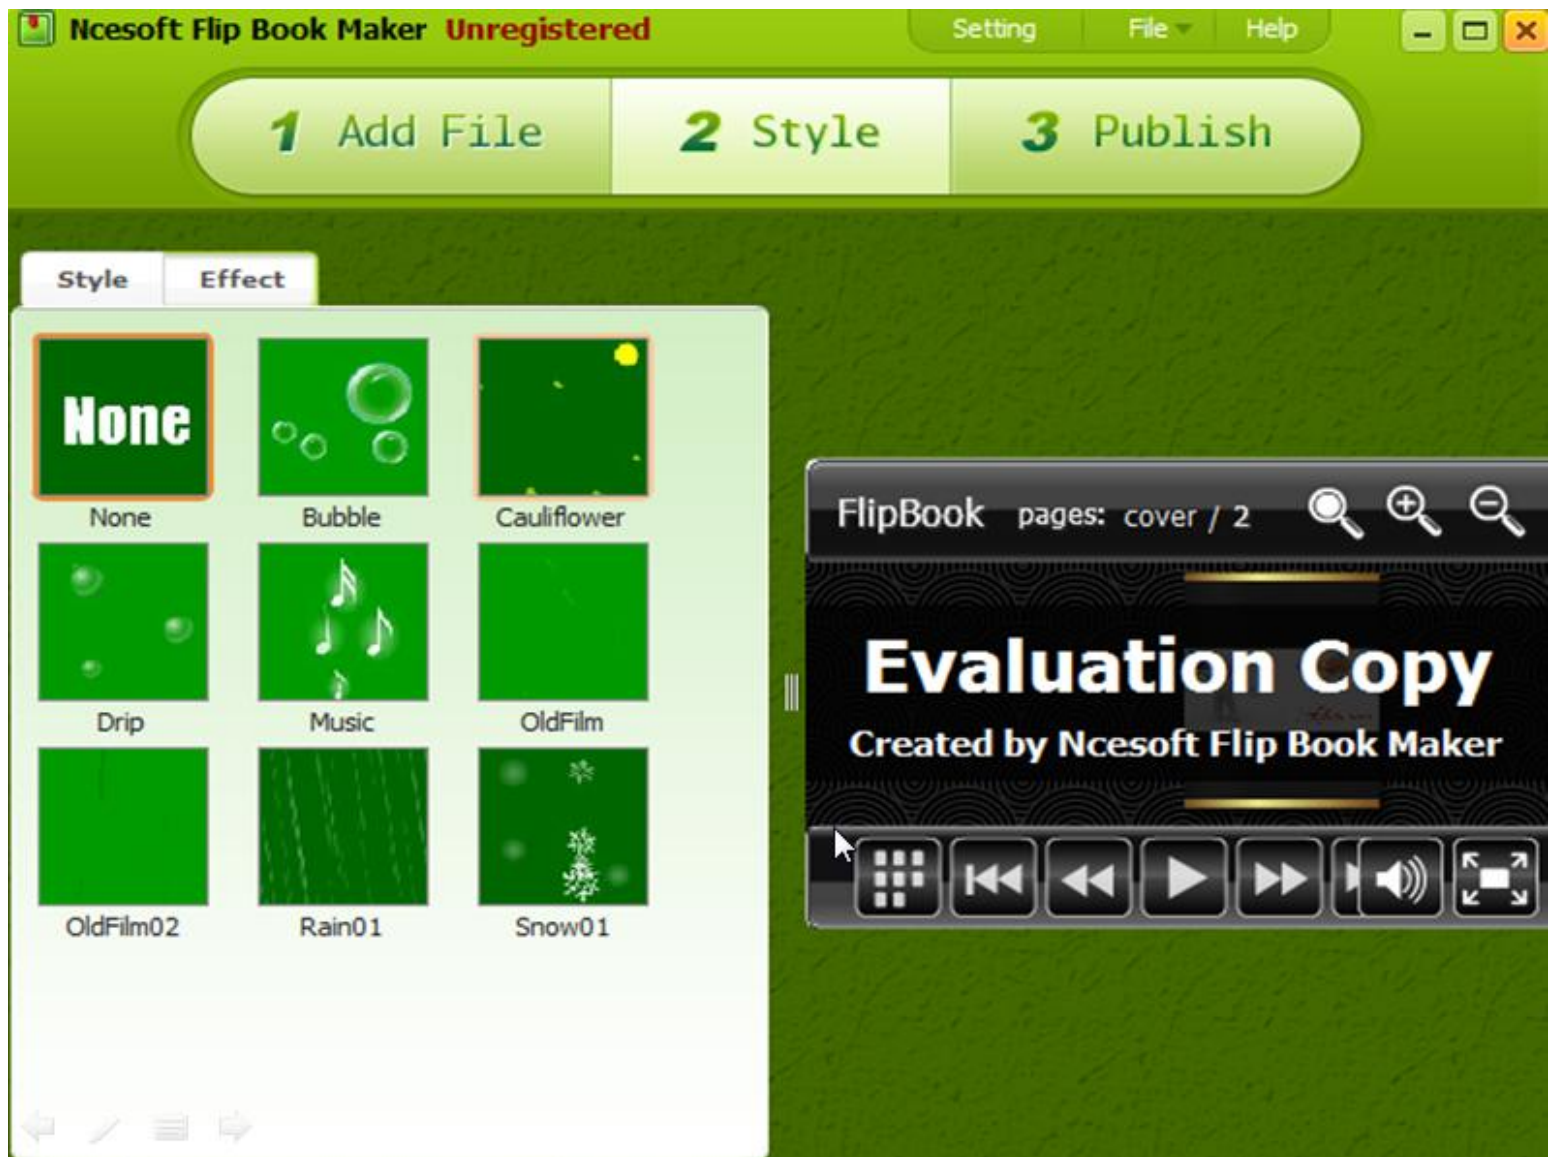 Ncesoft Flip Book Maker Unregistered
Setting File Help
1 Add File 2 Style 3 Publish
Style Effect
None
None Bubble Cauliflower
Drip Music OldFilm
OldFilm02 Rain01 Snow01
FlipBook pages: cover / 2
Evaluation Copy
Created by Ncesoft Flip Book Maker